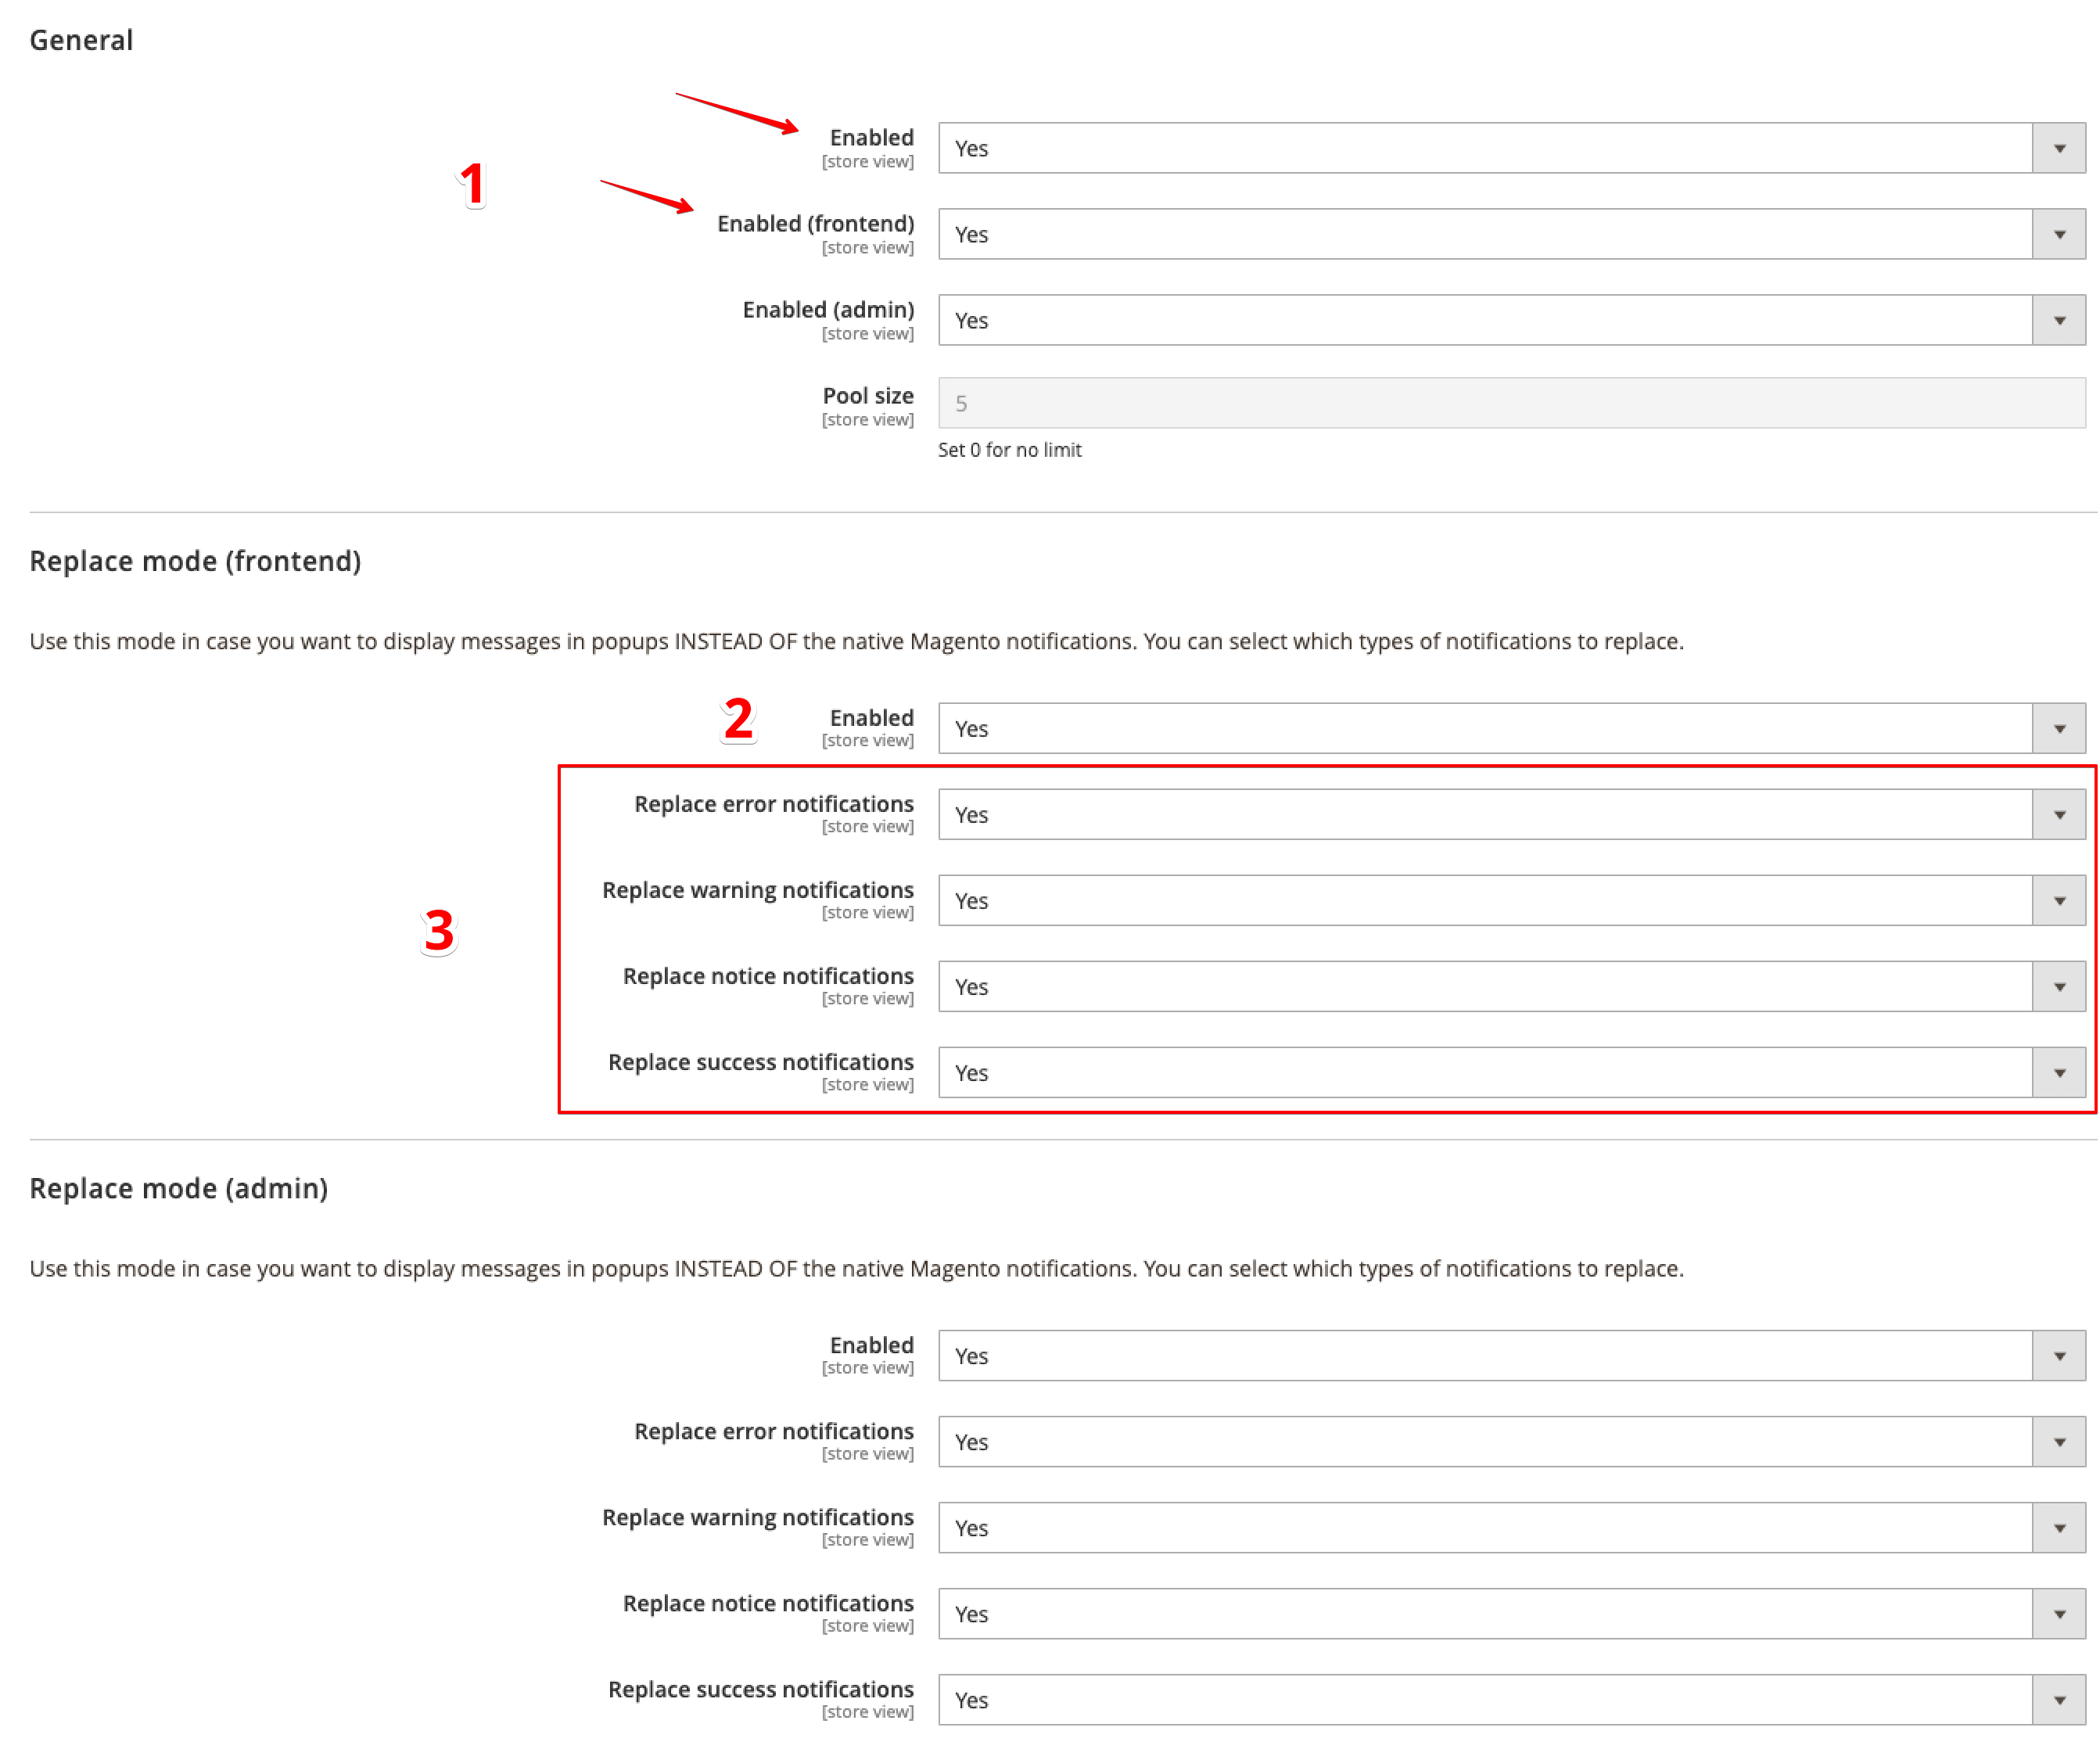 General
Enabled
[store view]
Yes
1
Enabled (frontend)
[store view]
Yes
Enabled (admin)
[store view]
Yes
Pool size
[store view]
5
Set 0 for no limit
Replace mode (frontend)
Use this mode in case you want to display messages in popups INSTEAD OF the native Magento notifications. You can select which types of notifications to replace.
2
Enabled
[store view]
Yes
Replace error notifications
[store view]
Yes
Replace warning notifications
[store view]
Yes
3
Replace notice notifications
[store view]
Yes
Replace success notifications
[store view]
Yes
Replace mode (admin)
Use this mode in case you want to display messages in popups INSTEAD OF the native Magento notifications. You can select which types of notifications to replace.
Enabled
[store view]
Yes
Replace error notifications
[store view]
Yes
Replace warning notifications
[store view]
Yes
Replace notice notifications
[store view]
Yes
Replace success notifications
[store view]
Yes